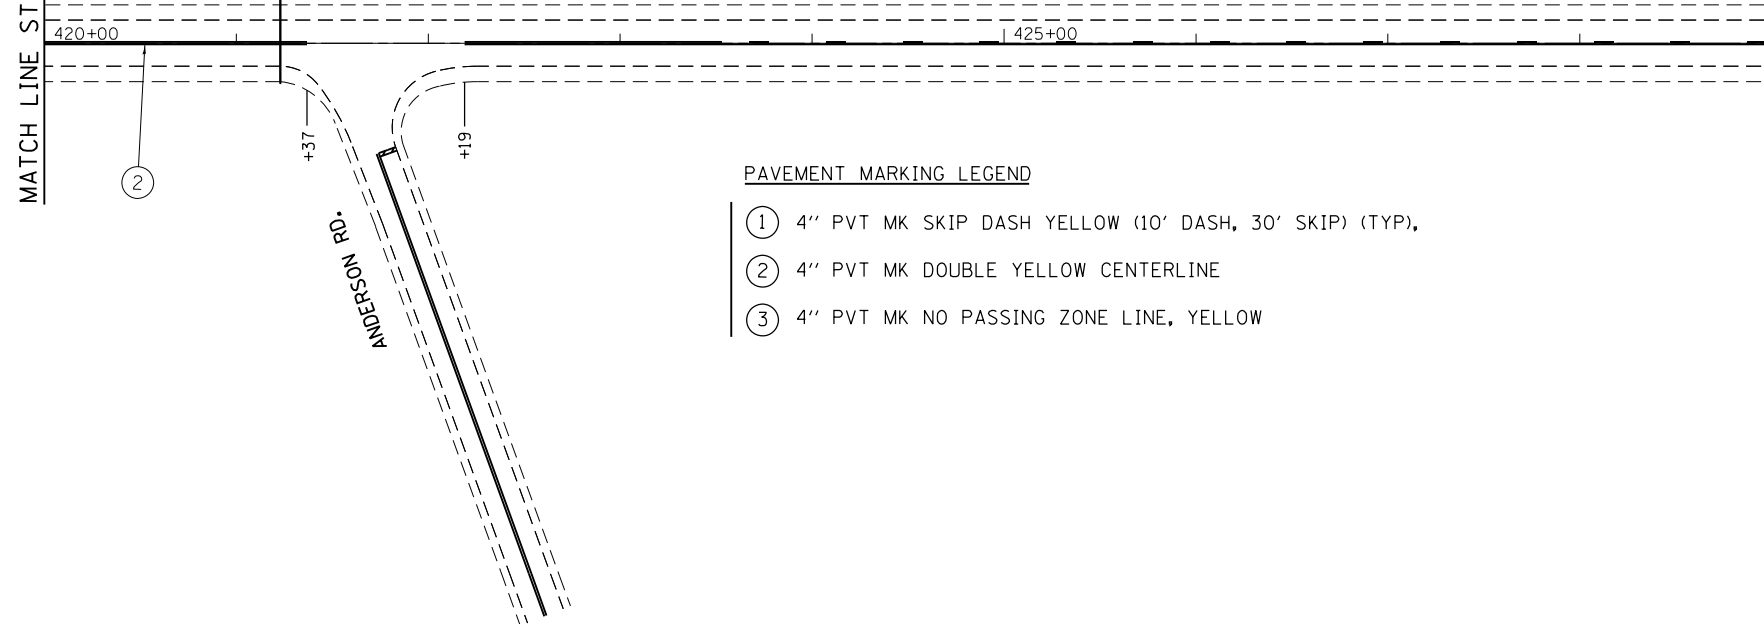 MATCH LINE ST
420+00
425+00
+37
+19
2
ANDERSON RD.
PAVEMENT MARKING LEGEND
1 4'' PVT MK SKIP DASH YELLOW (10' DASH, 30' SKIP) (TYP),
2 4'' PVT MK DOUBLE YELLOW CENTERLINE
3 4'' PVT MK NO PASSING ZONE LINE, YELLOW